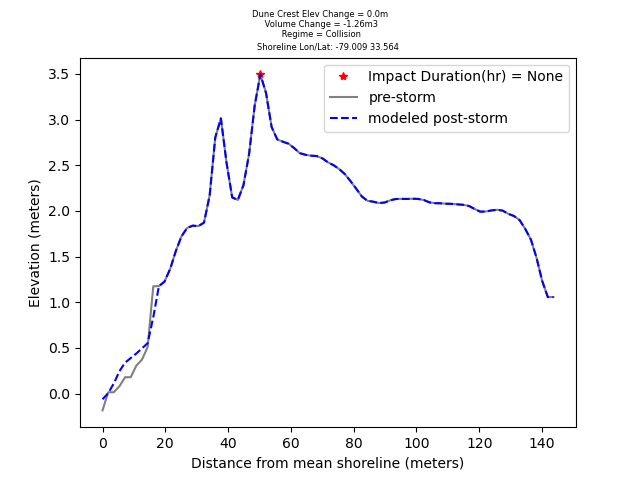 Dune Crest Elev Change = 0.0m
Volume Change = -1.26m3
Regime = Collision
Shoreline Lon/Lat: -79.009 33.564
Impact Duration(hr) = None
pre-storm
modeled post-storm
3.5
3.0
2.5
2.0
1.5
1.0
0.5
0.0
Elevation (meters)
0 20 40 60 80 100 120 140
Distance from mean shoreline (meters)